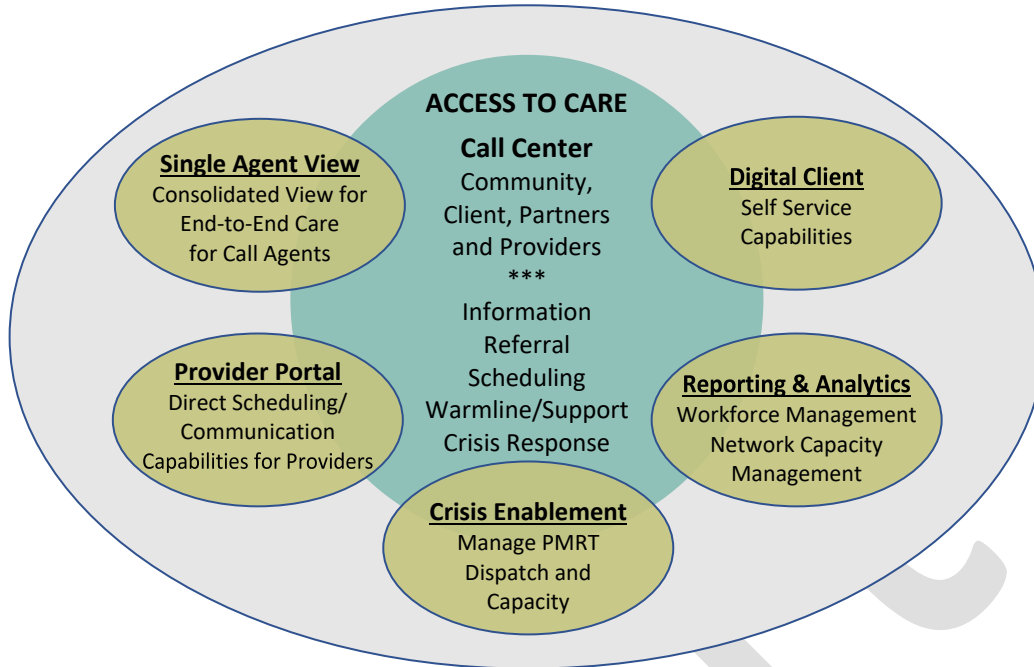 ACCESS TO CARE
Call Center
Community,
Client, Partners
and Providers
***
Information
Referral
Scheduling
Warmline/Support
Crisis Response
Single Agent View
Consolidated View for
End-to-End Care
for Call Agents
Digital Client
Self Service
Capabilities
Provider Portal
Direct Scheduling/
Communication
Capabilities for Providers
Reporting & Analytics
Workforce Management
Network Capacity
Management
Crisis Enablement
Manage PMRT
Dispatch and
Capacity